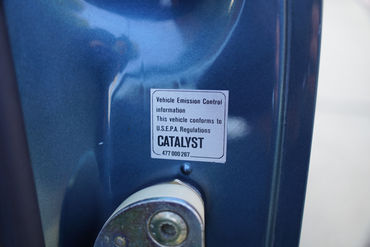 Vehicle Emission Control
information
This vehicle conforms to
U.S.E.P.A. Regulations
CATALYST
477 000 267